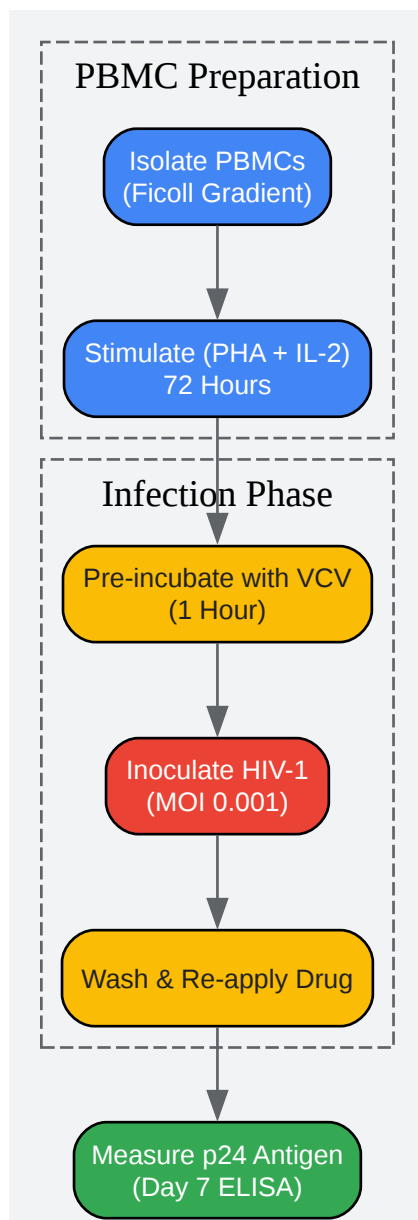 PBMC Preparation
Isolate PBMCs
(Ficoll Gradient)
Stimulate (PHA + IL-2)
72 Hours
Infection Phase
Pre-incubate with VCV
(1 Hour)
Inoculate HIV-1
(MOI 0.001)
Wash & Re-apply Drug
Measure p24 Antigen
(Day 7 ELISA)